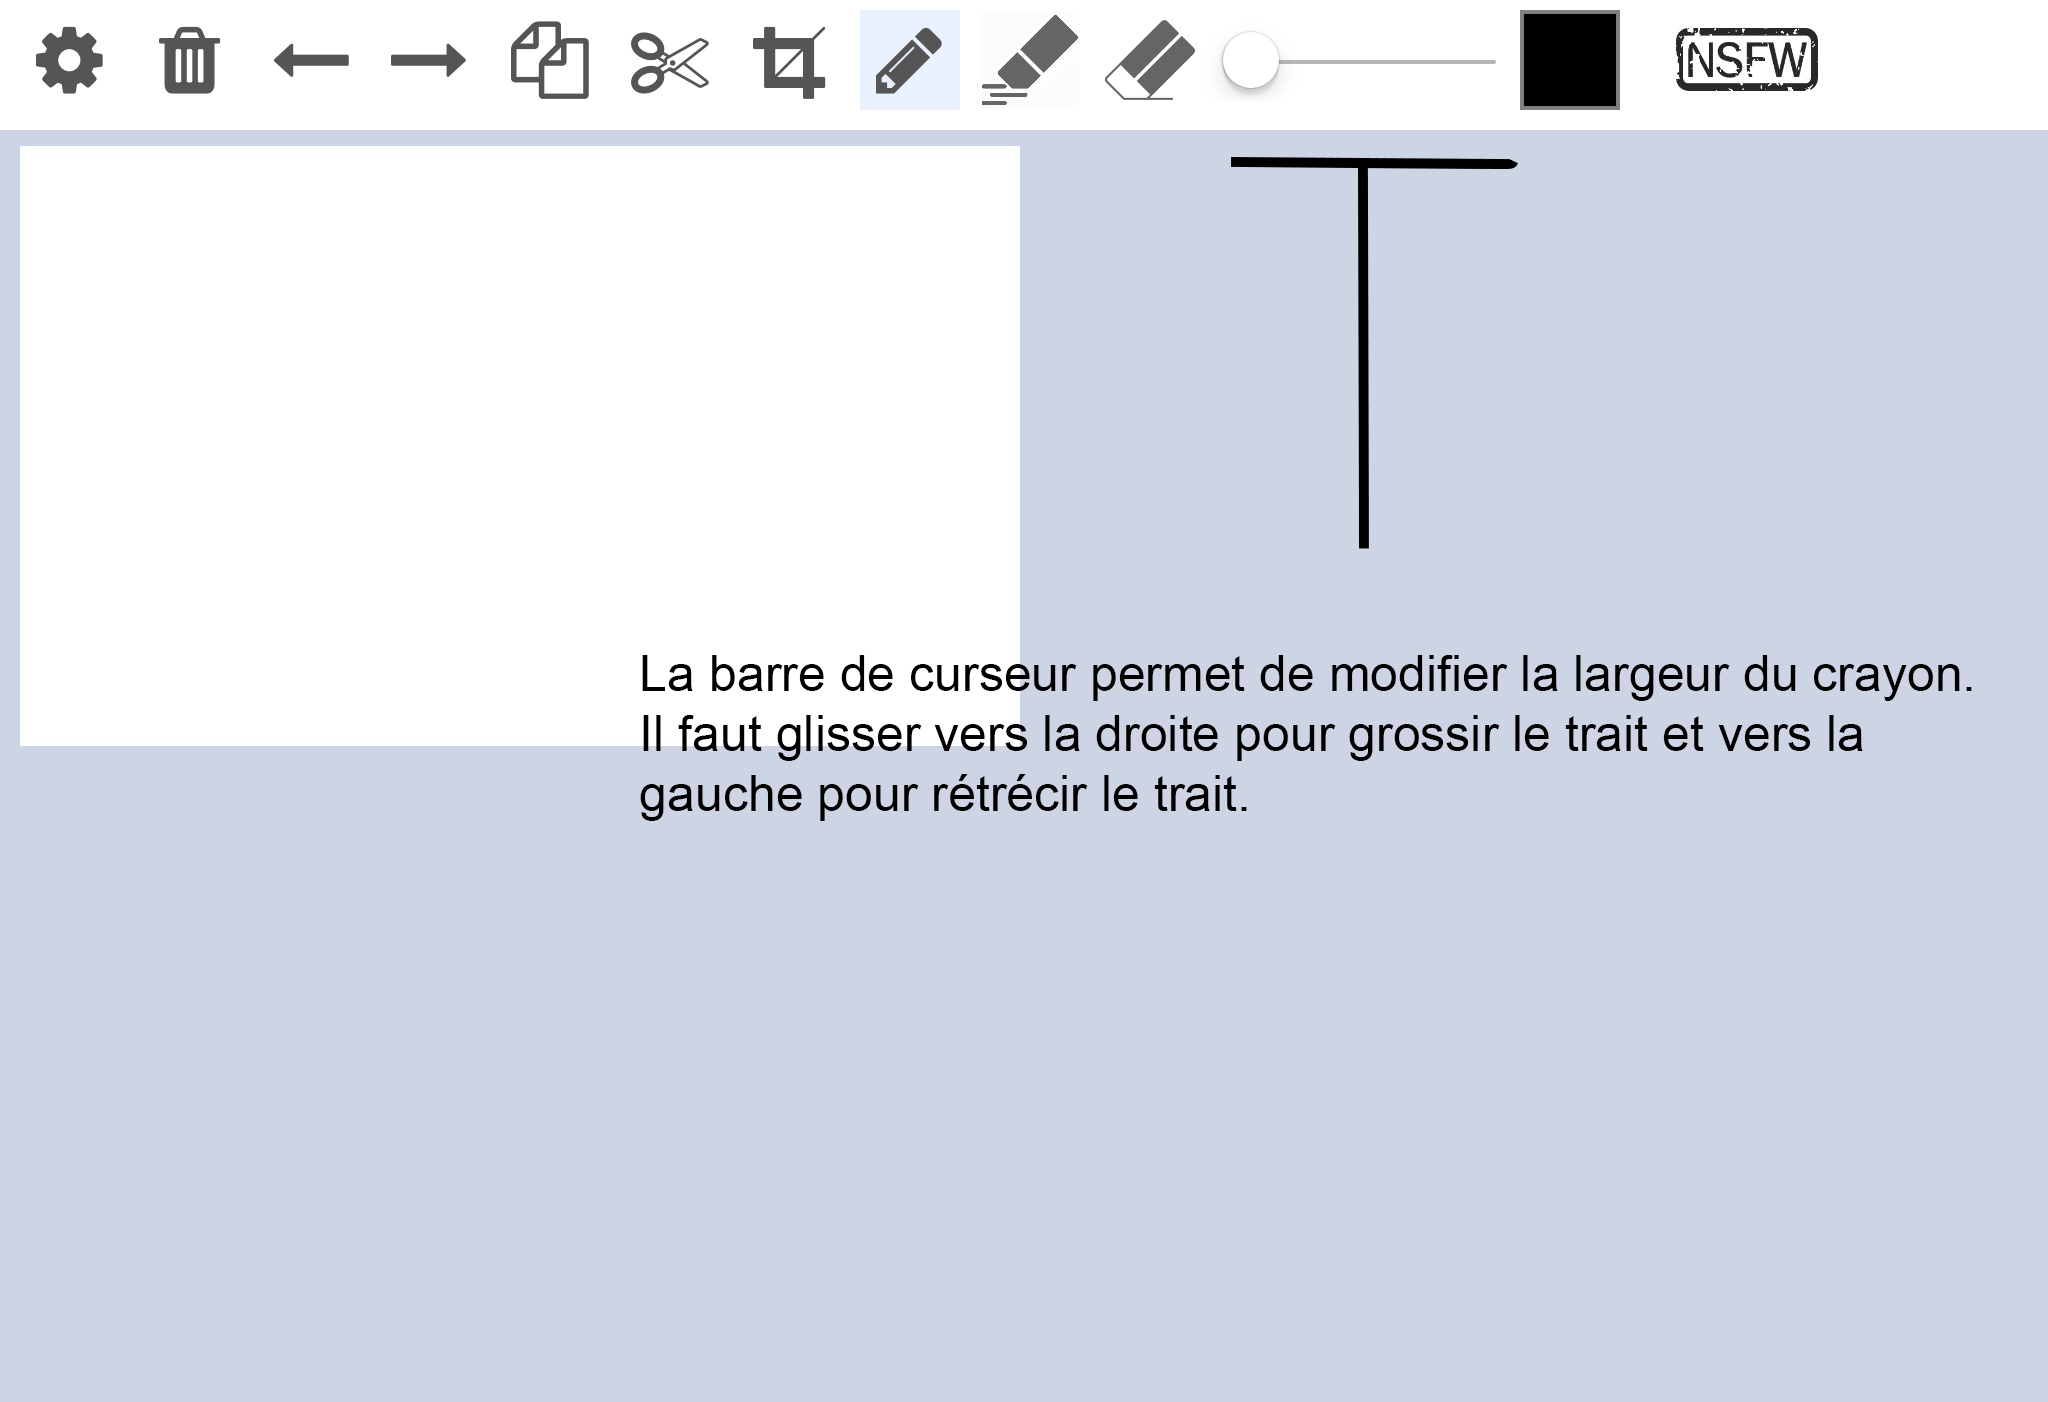 NSFW
La barre de curseur permet de modifier la largeur du crayon.
Il faut glisser vers la droite pour grossir le trait et vers la
gauche pour rétrécir le trait.